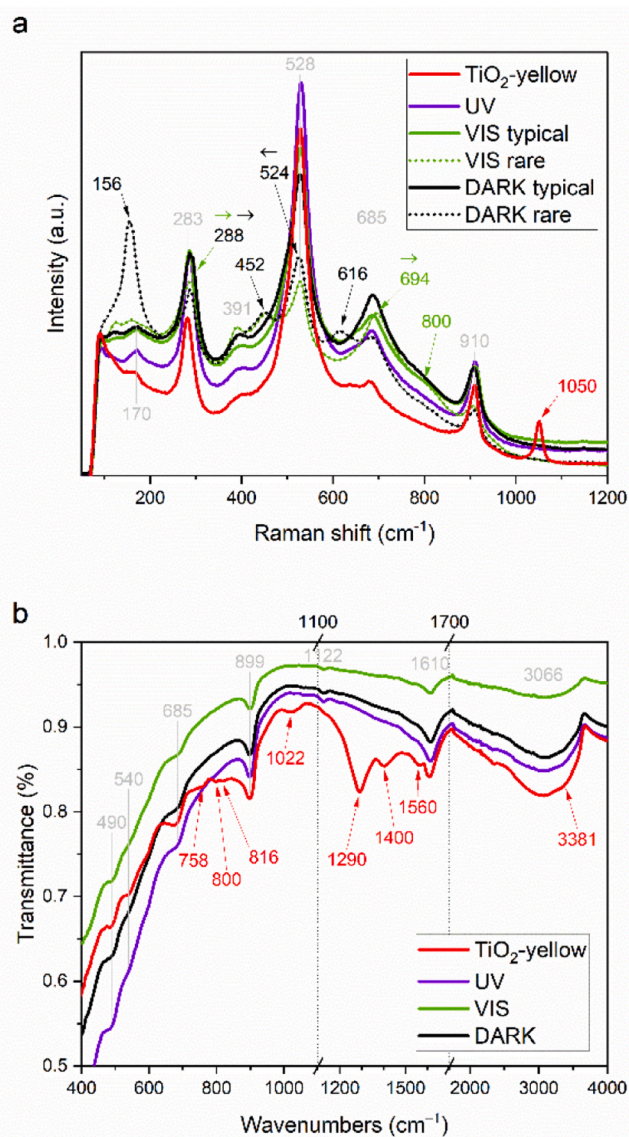 a
528
TiO₂-yellow
UV
VIS typical
VIS rare
DARK typical
DARK rare
← 
524
156
283
→ →
288
452
391
685
616
→
694
800
910
1050
170
Intensity (a.u.)
200 400 600 800 1000 1200
Raman shift (cm⁻¹)
b
1100 1700
1.0
0.9
0.8
0.7
0.6
0.5
899
1122
1610
3066
685
540
490
1022
758
800
816
1290
1400
1560
3381
Transmittance (%)
TiO₂-yellow
UV
VIS
DARK
400 600 800 1000 1200 1500 2000 3000 4000
Wavenumbers (cm⁻¹)